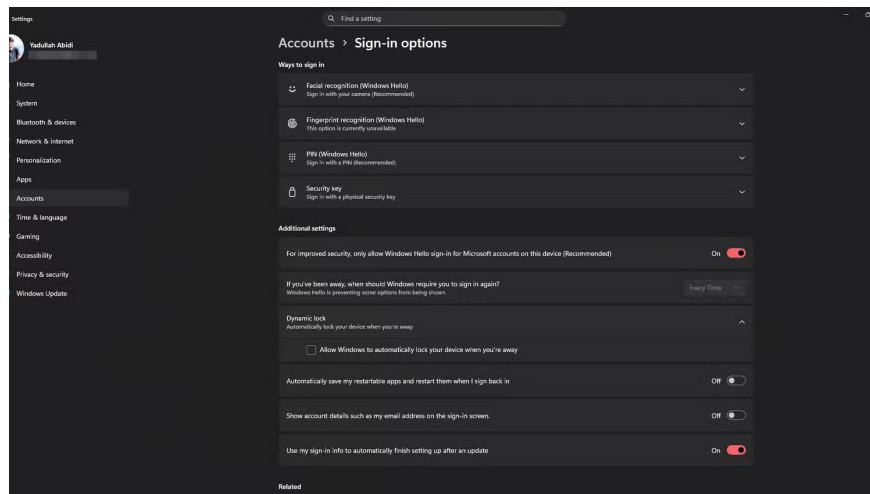 Settings
Find a setting
Yadullah Abidi
Home
System
Bluetooth & devices
Network & internet
Personalization
Apps
Accounts
Time & language
Gaming
Accessibility
Privacy & security
Windows Update
Accounts > Sign-in options
Ways to sign in
Facial recognition (Windows Hello)
Sign in with your camera (Recommended)
Fingerprint recognition (Windows Hello)
This option is currently unavailable
PIN (Windows Hello)
Sign in with a PIN (Recommended)
Security key
Sign in with a physical security key
Additional settings
For improved security, only allow Windows Hello sign-in for Microsoft accounts on this device (Recommended)
On
If you've been away, when should Windows require you to sign in again?
Windows Hello is preventing some options from being shown.
Every Time
Dynamic lock
Automatically lock your device when you're away
Allow Windows to automatically lock your device when you're away
Automatically save my restartable apps and restart them when I sign back in
Off
Show account details such as my email address on the sign-in screen.
Off
Use my sign-in info to automatically finish setting up after an update
On
Related